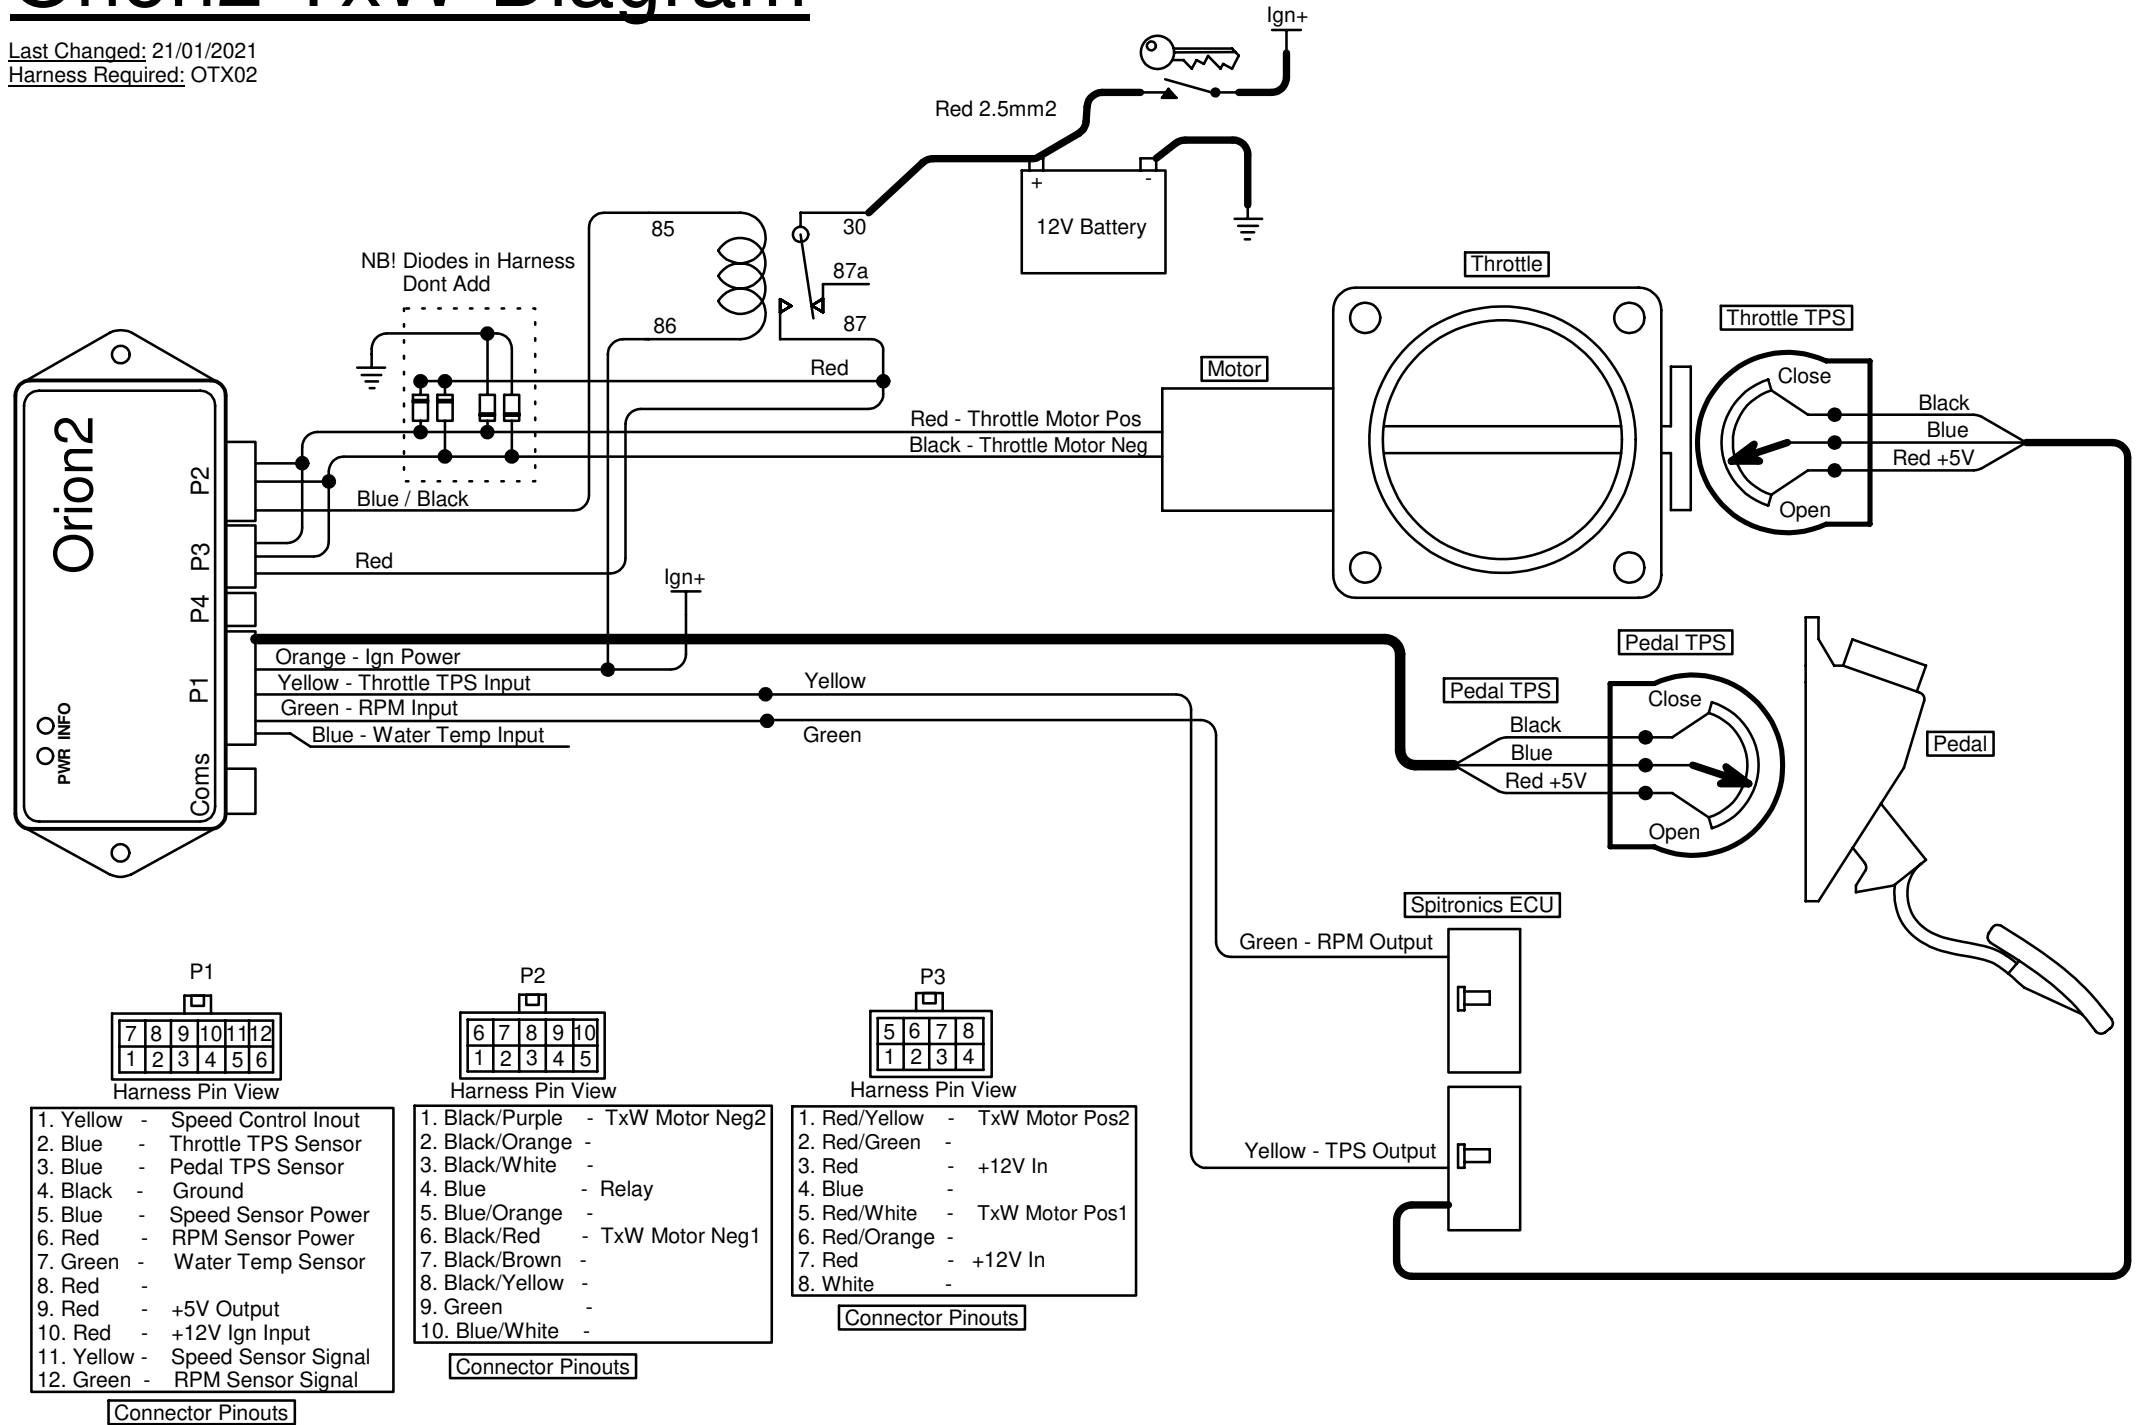 Orion2 TxW Diagram
Last Changed: 21/01/2021
Harness Required: OTX02
Ign+
Red 2.5mm2
+
-
12V Battery
85
30
87a
86
87
NB! Diodes in Harness
Dont Add
Red
Throttle
Throttle TPS
Motor
Close
Open
Black
Blue
Red +5V
Red - Throttle Motor Pos
Black - Throttle Motor Neg
Orion2
P2
P3
P4
P1
Coms
INFO
PWR
Blue / Black
Red
Ign+
Orange - Ign Power
Yellow - Throttle TPS Input
Yellow
Green - RPM Input
Green
Blue - Water Temp Input
Pedal TPS
Pedal TPS
Close
Open
Black
Blue
Red +5V
Pedal
Spitronics ECU
Green - RPM Output
Yellow - TPS Output
P1
7 8 9 10 11 12
1 2 3 4 5 6
Harness Pin View
1. Yellow - Speed Control Inout
2. Blue - Throttle TPS Sensor
3. Blue - Pedal TPS Sensor
4. Black - Ground
5. Blue - Speed Sensor Power
6. Red - RPM Sensor Power
7. Green - Water Temp Sensor
8. Red -
9. Red - +5V Output
10. Red - +12V Ign Input
11. Yellow - Speed Sensor Signal
12. Green - RPM Sensor Signal
Connector Pinouts
P2
6 7 8 9 10
1 2 3 4 5
Harness Pin View
1. Black/Purple - TxW Motor Neg2
2. Black/Orange -
3. Black/White -
4. Blue - Relay
5. Blue/Orange -
6. Black/Red - TxW Motor Neg1
7. Black/Brown -
8. Black/Yellow -
9. Green -
10. Blue/White -
Connector Pinouts
P3
5 6 7 8
1 2 3 4
Harness Pin View
1. Red/Yellow - TxW Motor Pos2
2. Red/Green -
3. Red - +12V In
4. Blue -
5. Red/White - TxW Motor Pos1
6. Red/Orange -
7. Red - +12V In
8. White -
Connector Pinouts